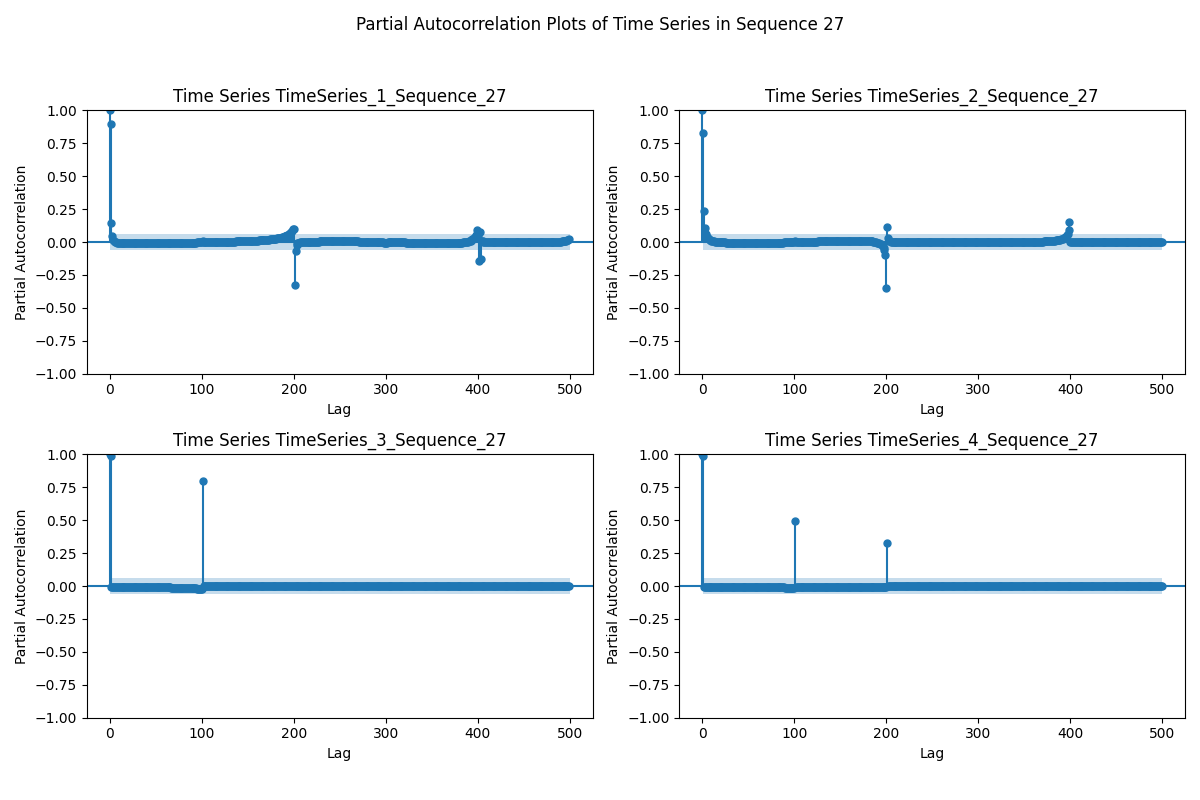 Partial Autocorrelation Plots of Time Series in Sequence 27
Time Series TimeSeries_1_Sequence_27
1.00
0.75
0.50
0.25
0.00
−0.25
−0.50
−0.75
−1.00
Partial Autocorrelation
0 100 200 300 400 500
Lag
Time Series TimeSeries_2_Sequence_27
1.00
0.75
0.50
0.25
0.00
−0.25
−0.50
−0.75
−1.00
Partial Autocorrelation
0 100 200 300 400 500
Lag
Time Series TimeSeries_3_Sequence_27
1.00
0.75
0.50
0.25
0.00
−0.25
−0.50
−0.75
−1.00
Partial Autocorrelation
0 100 200 300 400 500
Lag
Time Series TimeSeries_4_Sequence_27
1.00
0.75
0.50
0.25
0.00
−0.25
−0.50
−0.75
−1.00
Partial Autocorrelation
0 100 200 300 400 500
Lag